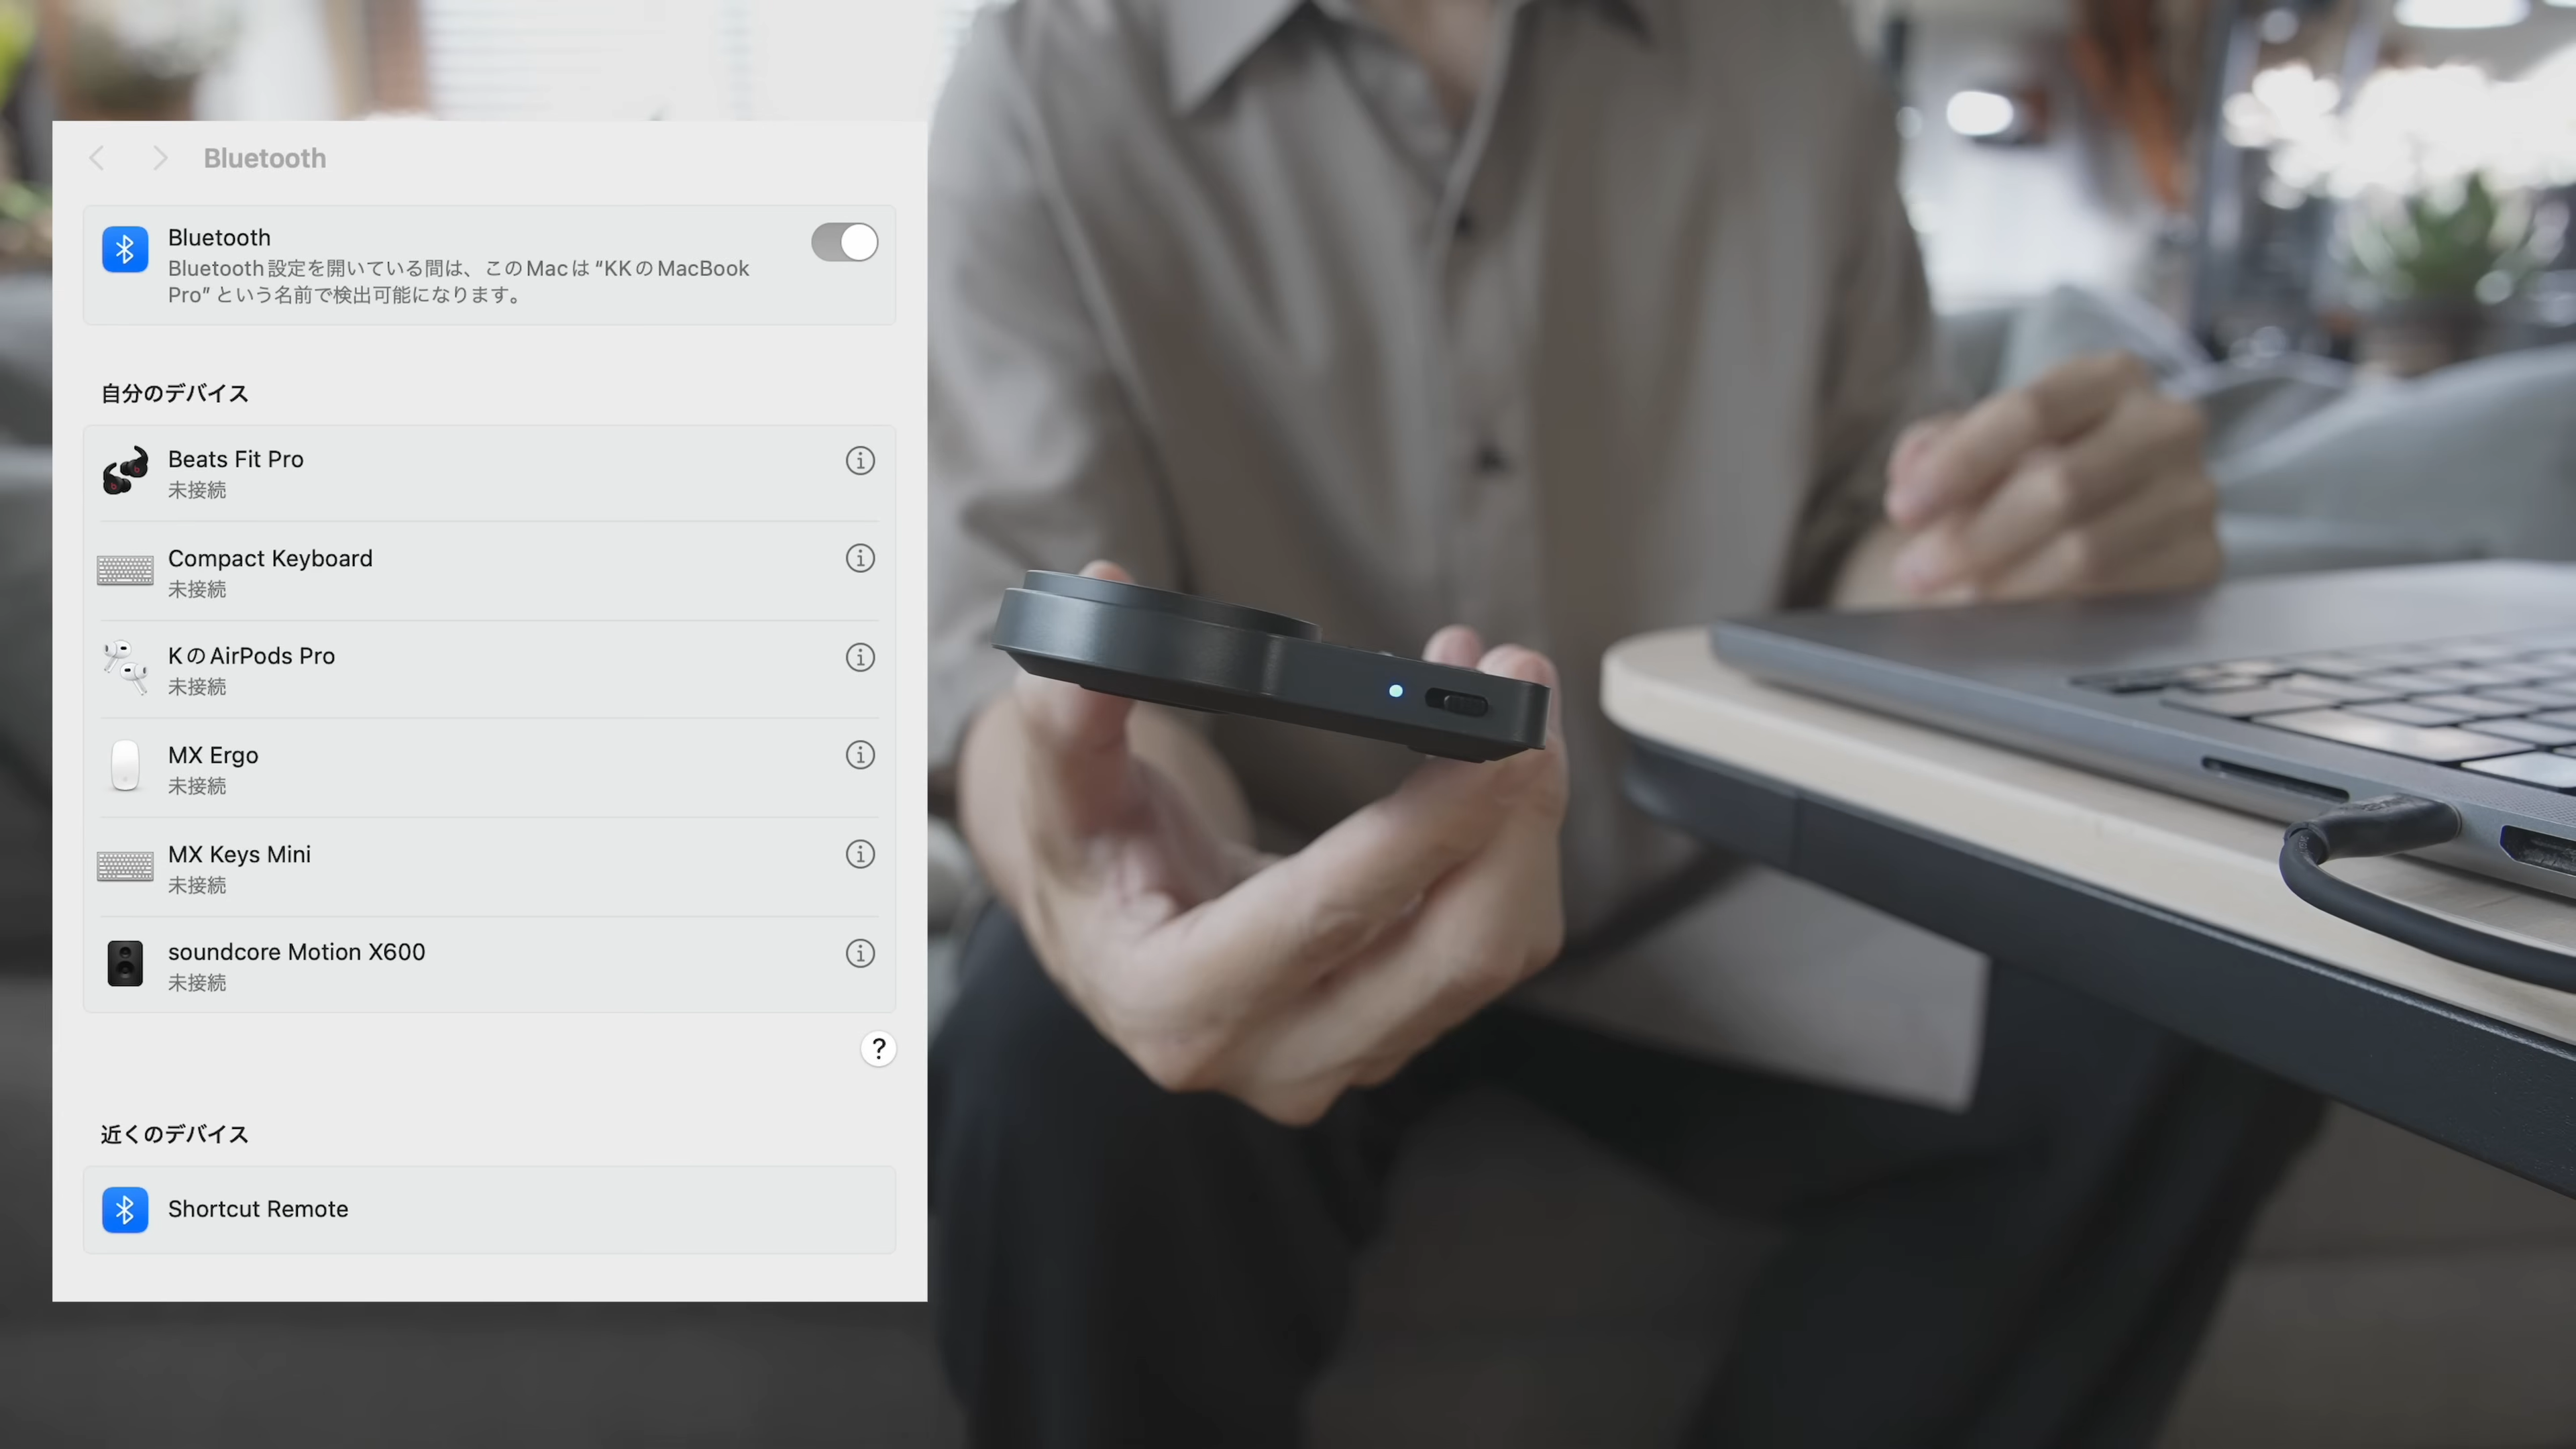 Bluetooth
Bluetooth
Bluetooth設定を開いている間は、このMacは “KKのMacBook
Pro” という名前で検出可能になります。
自分のデバイス
Beats Fit Pro
未接続
Compact Keyboard
未接続
KのAirPods Pro
未接続
MX Ergo
未接続
MX Keys Mini
未接続
soundcore Motion X600
未接続
?
近くのデバイス
Shortcut Remote